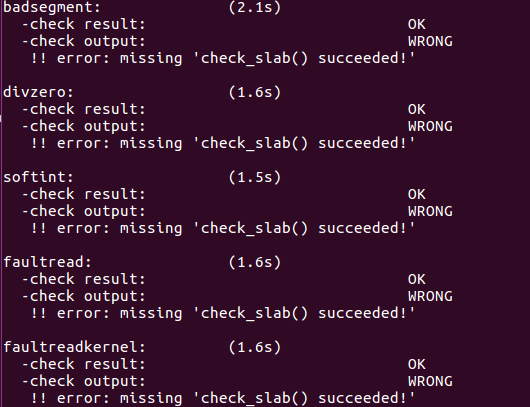 badsegment: (2.1s)
-check result: OK
-check output: WRONG
!! error: missing 'check_slab() succeeded!'
divzero: (1.6s)
-check result: OK
-check output: WRONG
!! error: missing 'check_slab() succeeded!'
softint: (1.5s)
-check result: OK
-check output: WRONG
!! error: missing 'check_slab() succeeded!'
faultread: (1.6s)
-check result: OK
-check output: WRONG
!! error: missing 'check_slab() succeeded!'
faultreadkernel: (1.6s)
-check result: OK
-check output: WRONG
!! error: missing 'check_slab() succeeded!'